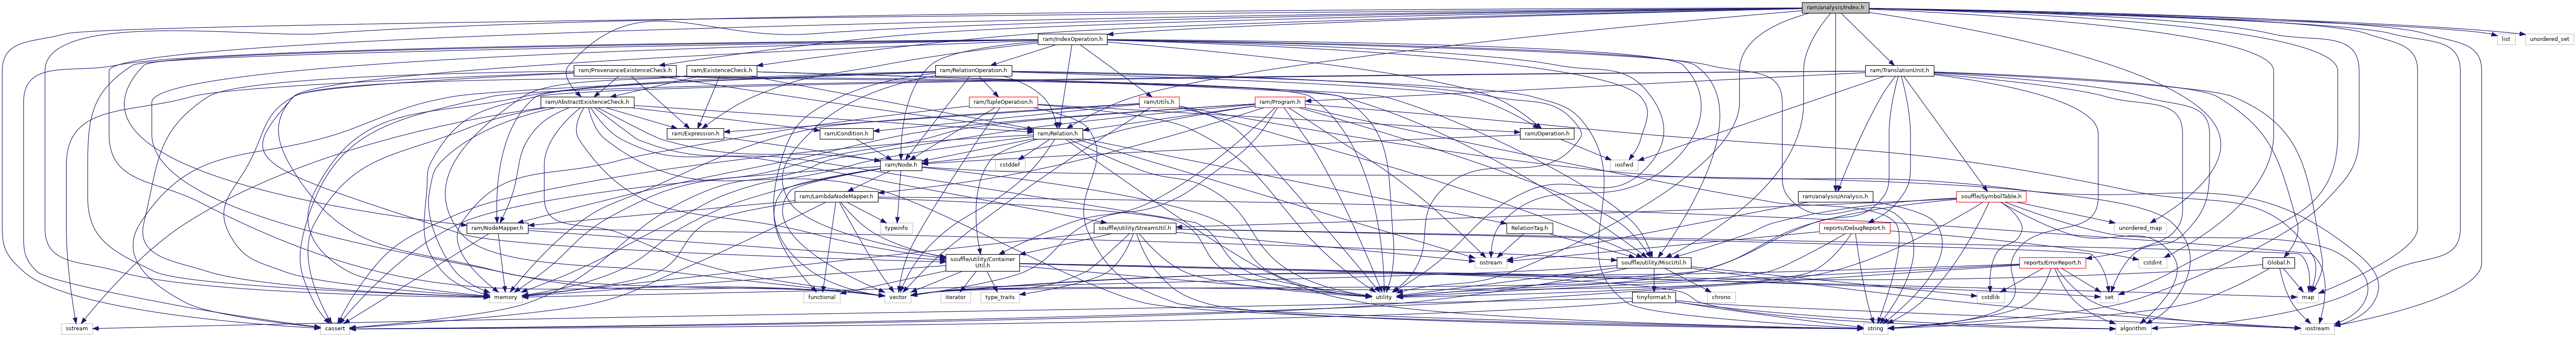 ram/analysis/Index.h
ram/IndexOperation.h
list
unordered_set
ram/ProvenanceExistenceCheck.h
ram/ExistenceCheck.h
ram/RelationOperation.h
ram/TranslationUnit.h
ram/AbstractExistenceCheck.h
ram/TupleOperation.h
ram/Utils.h
ram/Program.h
ram/Expression.h
ram/Condition.h
ram/Relation.h
ram/Operation.h
ram/Node.h
cstddef
iosfwd
ram/LambdaNodeMapper.h
ram/analysis/Analysis.h
souffle/SymbolTable.h
ram/NodeMapper.h
typeinfo
souffle/utility/StreamUtil.h
RelationTag.h
reports/DebugReport.h
unordered_map
souffle/utility/Container
Util.h
ostream
souffle/utility/MiscUtil.h
cstdint
reports/ErrorReport.h
Global.h
memory
functional
vector
iterator
type_traits
utility
tinyformat.h
chrono
cstdlib
set
map
sstream
cassert
string
algorithm
iostream